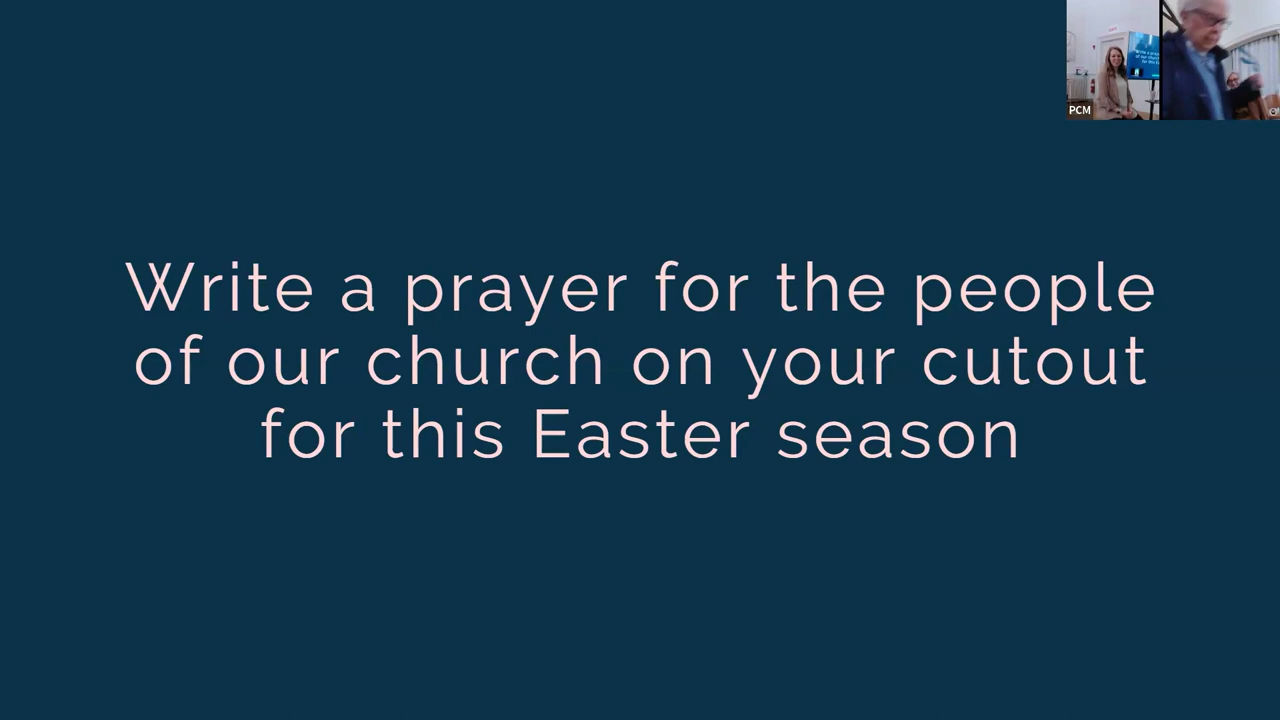 Write a prayer for the people
of our church on your cutout
for this Easter season
PCM